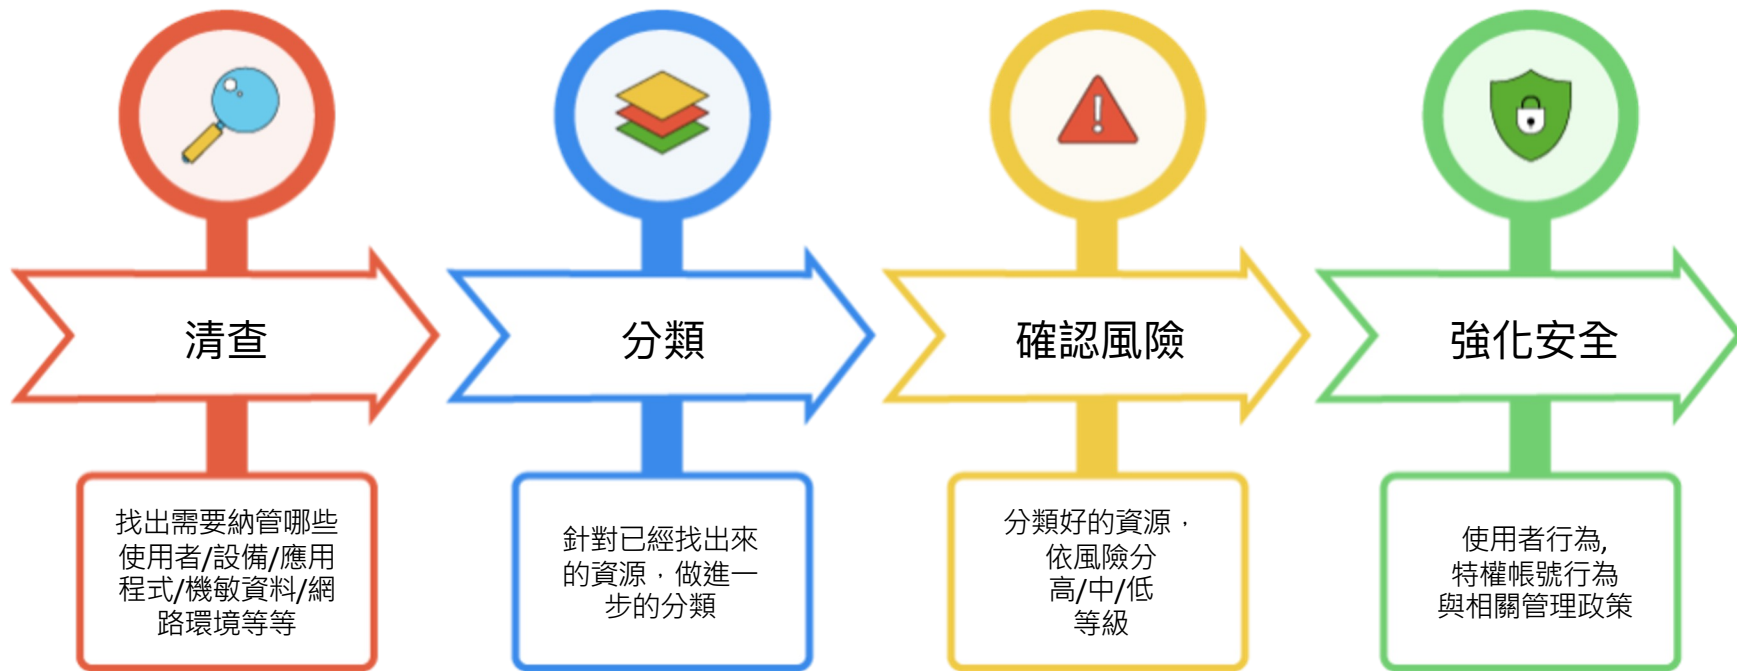 清查
分類
確認風險
強化安全
找出需要納管哪些
使用者/設備/應用
程式/機敏資料/網
路環境等等
針對已經找出來
的資源，做進一
步的分類
分類好的資源，
依風險分
高/中/低
等級
使用者行為,
特權帳號行為
與相關管理政策